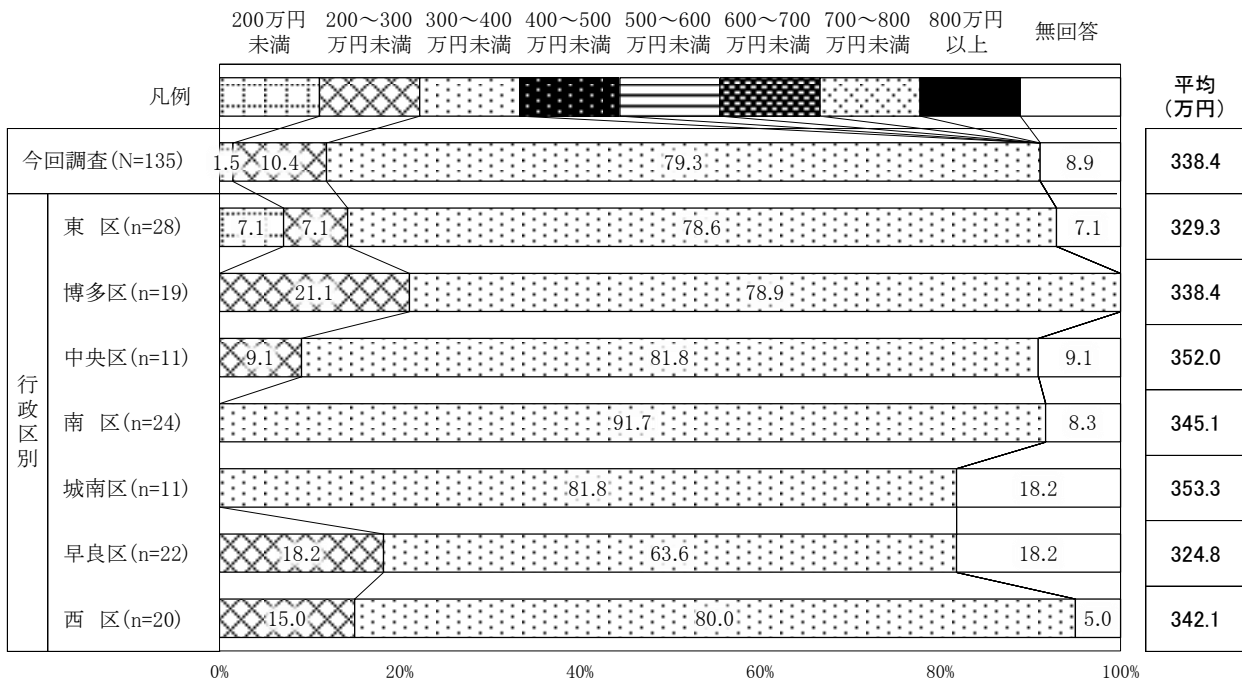 200万円
未満
200～300
万円未満
300～400
万円未満
400～500
万円未満
500～600
万円未満
600～700
万円未満
700～800
万円未満
800万円
以上
無回答
凡例
平均
(万円)
今回調査(N=135)
1.5
10.4
79.3
8.9
338.4
行政区別
東 区(n=28)
7.1
7.1
78.6
7.1
329.3
博多区(n=19)
21.1
78.9
338.4
中央区(n=11)
9.1
81.8
9.1
352.0
南 区(n=24)
91.7
8.3
345.1
城南区(n=11)
81.8
18.2
353.3
早良区(n=22)
18.2
63.6
18.2
324.8
西 区(n=20)
15.0
80.0
5.0
342.1
0%
20%
40%
60%
80%
100%